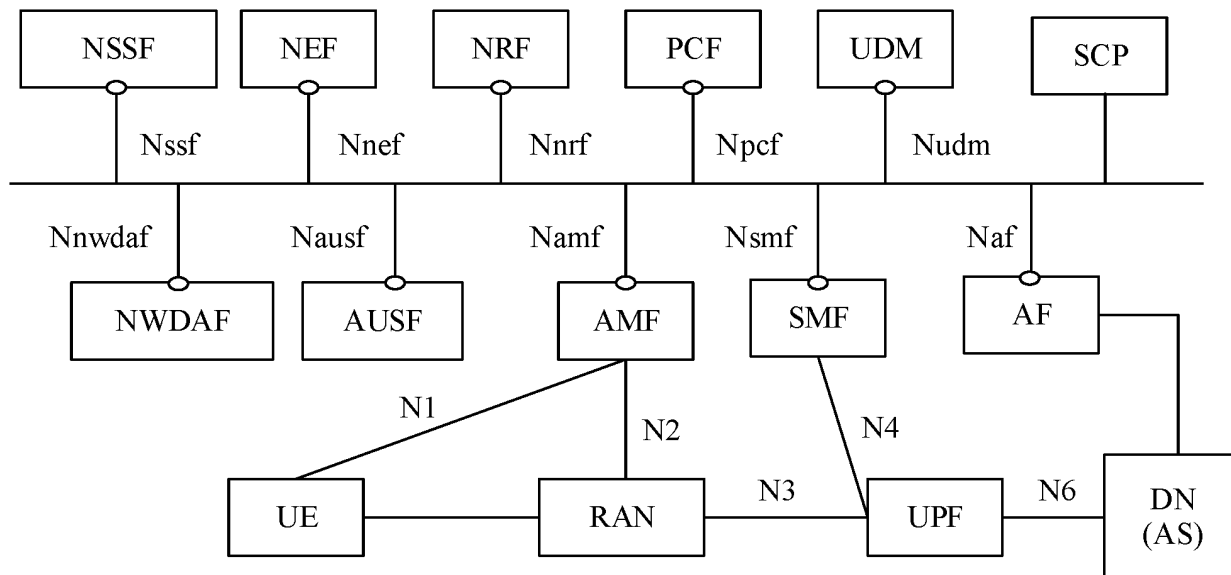 NSSF NEF NRF PCF UDM SCP
Nssf Nnef Nnrf Npcf Nudm
Nnwdaf Nausf Namf Nsmf Naf
NWDAF AUSF AMF SMF AF
N1 N2 N4
N3 N6
UE RAN UPF DN
(AS)